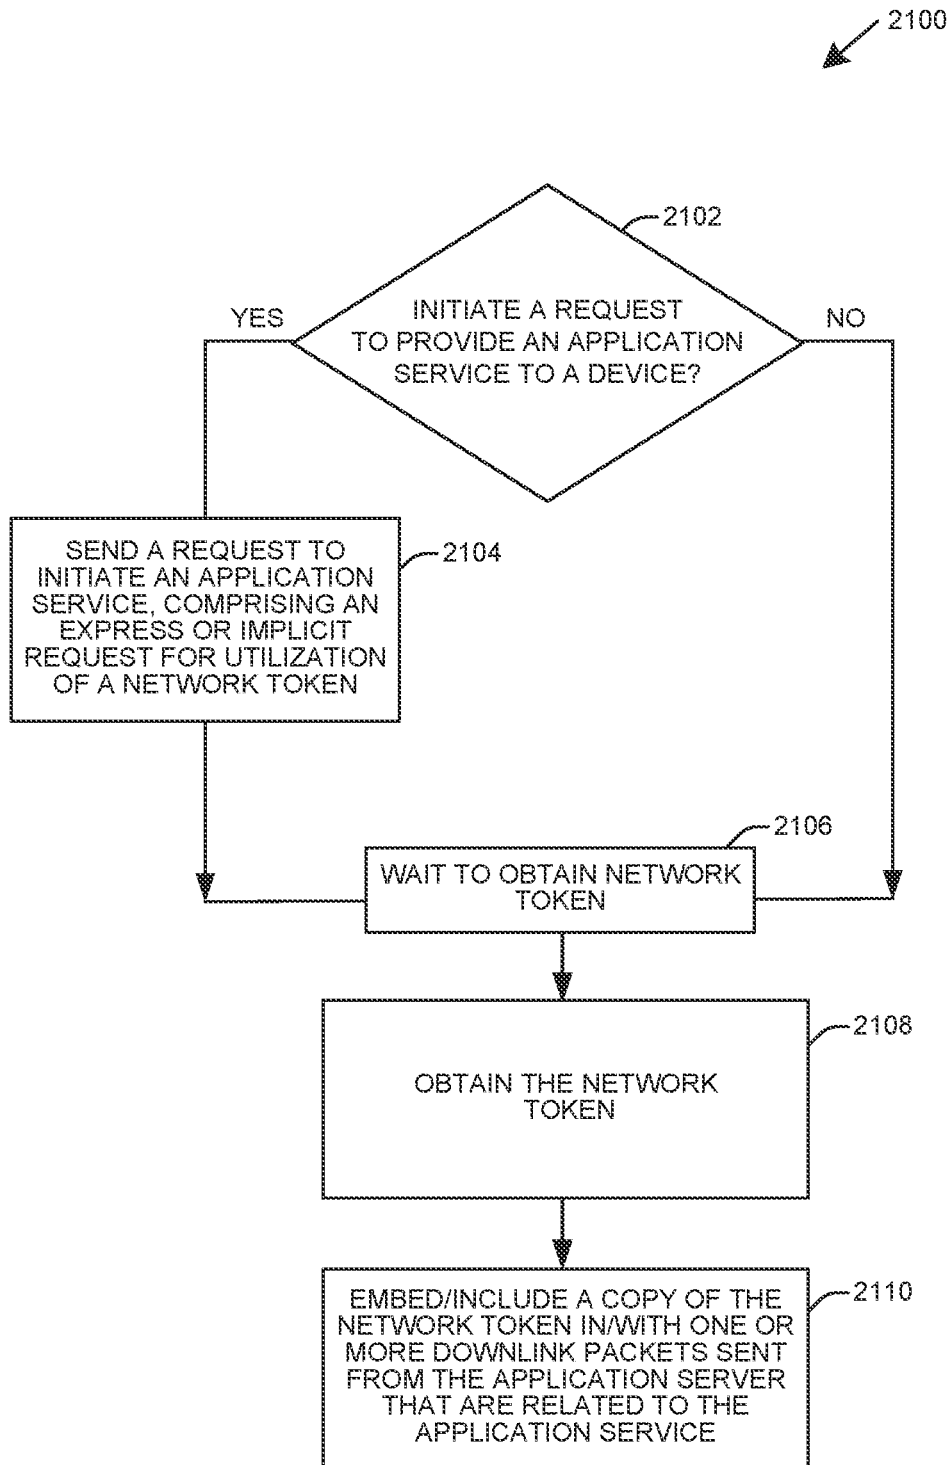 2100
2102
INITIATE A REQUEST
TO PROVIDE AN APPLICATION
SERVICE TO A DEVICE?
YES
NO
SEND A REQUEST TO
INITIATE AN APPLICATION
SERVICE, COMPRISING AN
EXPRESS OR IMPLICIT
REQUEST FOR UTILIZATION
OF A NETWORK TOKEN
2104
2106
WAIT TO OBTAIN NETWORK
TOKEN
2108
OBTAIN THE NETWORK
TOKEN
2110
EMBED/INCLUDE A COPY OF THE
NETWORK TOKEN IN/WITH ONE OR
MORE DOWNLINK PACKETS SENT
FROM THE APPLICATION SERVER
THAT ARE RELATED TO THE
APPLICATION SERVICE